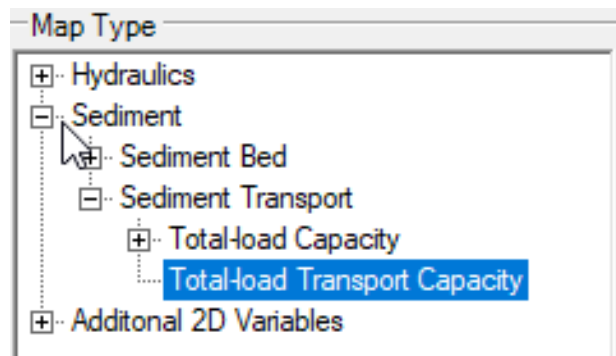 Map Type
Hydraulics
Sediment
Sediment Bed
Sediment Transport
Total-load Capacity
Total-load Transport Capacity
Additonal 2D Variables